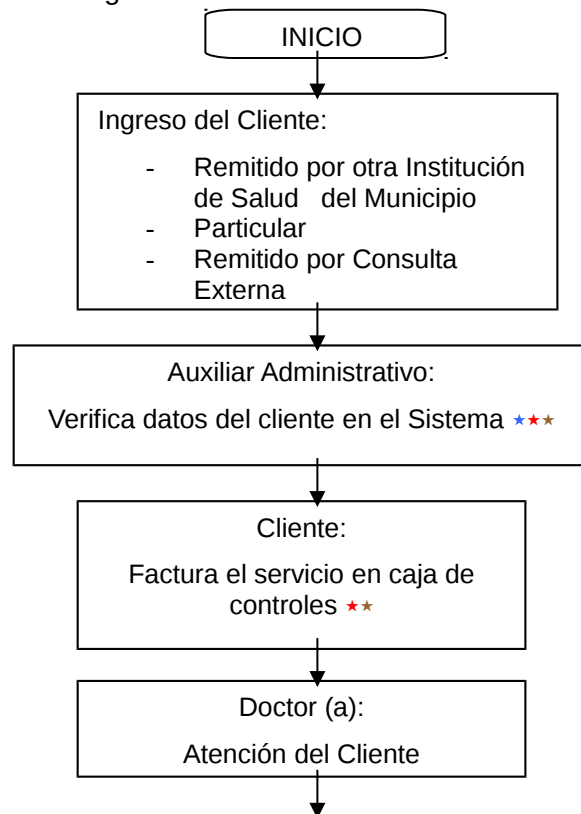 INICIO
Ingreso del Cliente:
- Remitido por otra Institución
de Salud del Municipio
- Particular
- Remitido por Consulta
Externa
Auxiliar Administrativo:
Verifica datos del cliente en el Sistema ★★★
Cliente:
Factura el servicio en caja de
controles ★★
Doctor (a):
Atención del Cliente